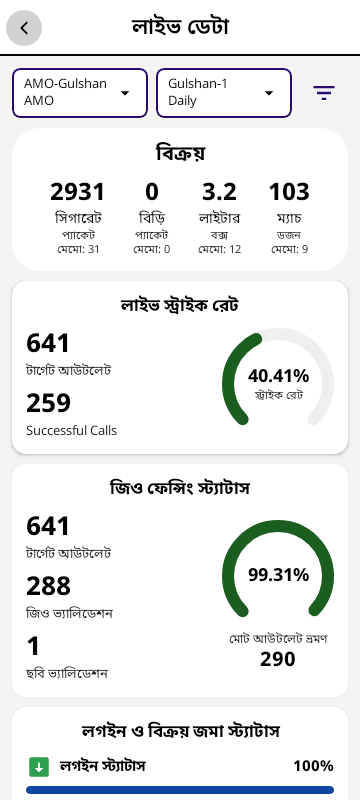 লাইভ ডেটা
AMO-Gulshan AMO
Gulshan-1 Daily
বিক্রয়
2931 0 3.2 103
সিগারেট বিড়ি লাইটার ম্যাচ
প্যাকেট প্যাকেট বক্স ডজন
মেমো: 31 মেমো: 0 মেমো: 12 মেমো: 9
লাইভ স্ট্রাইক রেট
641
টার্গেট আউটলেট
259
Successful Calls
40.41%
স্ট্রাইক রেট
জিও ফেন্সিং স্ট্যাটাস
641
টার্গেট আউটলেট
288
জিও ভ্যালিডেশন
1
ছবি ভ্যালিডেশন
99.31%
মোট আউটলেট ভ্রমণ
290
লগইন ও বিক্রয় জমা স্ট্যাটাস
লগইন স্ট্যাটাস 100%